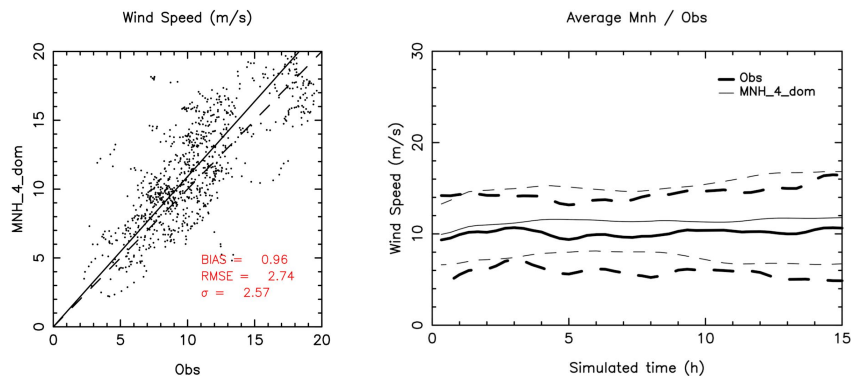 Wind Speed (m/s)
20
15
10
5
0
MNH_4_dom
BIAS = 0.96
RMSE = 2.74
σ = 2.57
0 5 10 15 20
Obs
Average Mnh / Obs
30
20
10
0
Wind Speed (m/s)
Obs
MNH_4_dom
0 5 10 15
Simulated time (h)